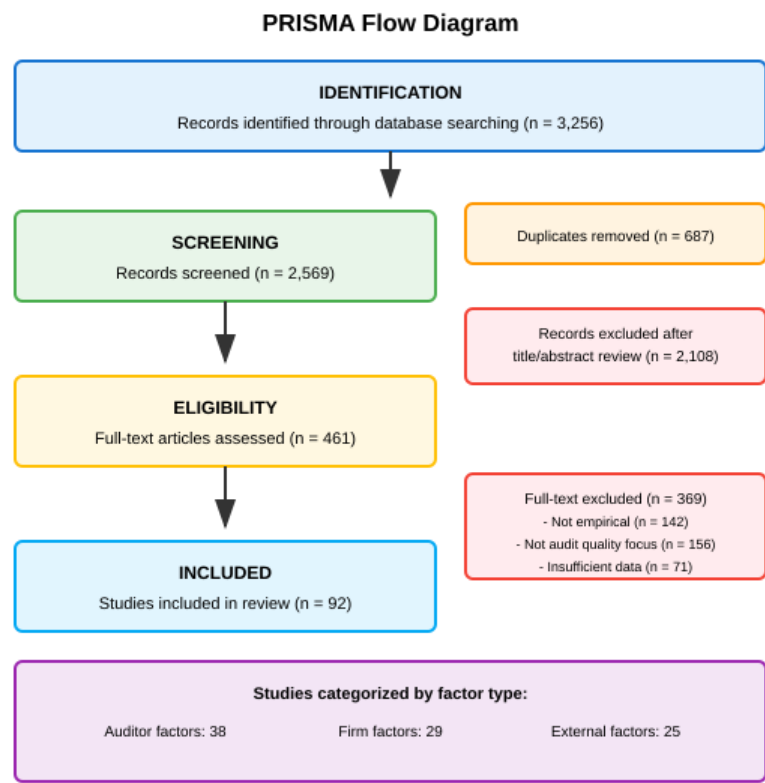 PRISMA Flow Diagram
IDENTIFICATION
Records identified through database searching (n = 3,256)
SCREENING
Records screened (n = 2,569)
Duplicates removed (n = 687)
Records excluded after
title/abstract review (n = 2,108)
ELIGIBILITY
Full-text articles assessed (n = 461)
Full-text excluded (n = 369)
- Not empirical (n = 142)
- Not audit quality focus (n = 156)
- Insufficient data (n = 71)
INCLUDED
Studies included in review (n = 92)
Studies categorized by factor type:
Auditor factors: 38
Firm factors: 29
External factors: 25